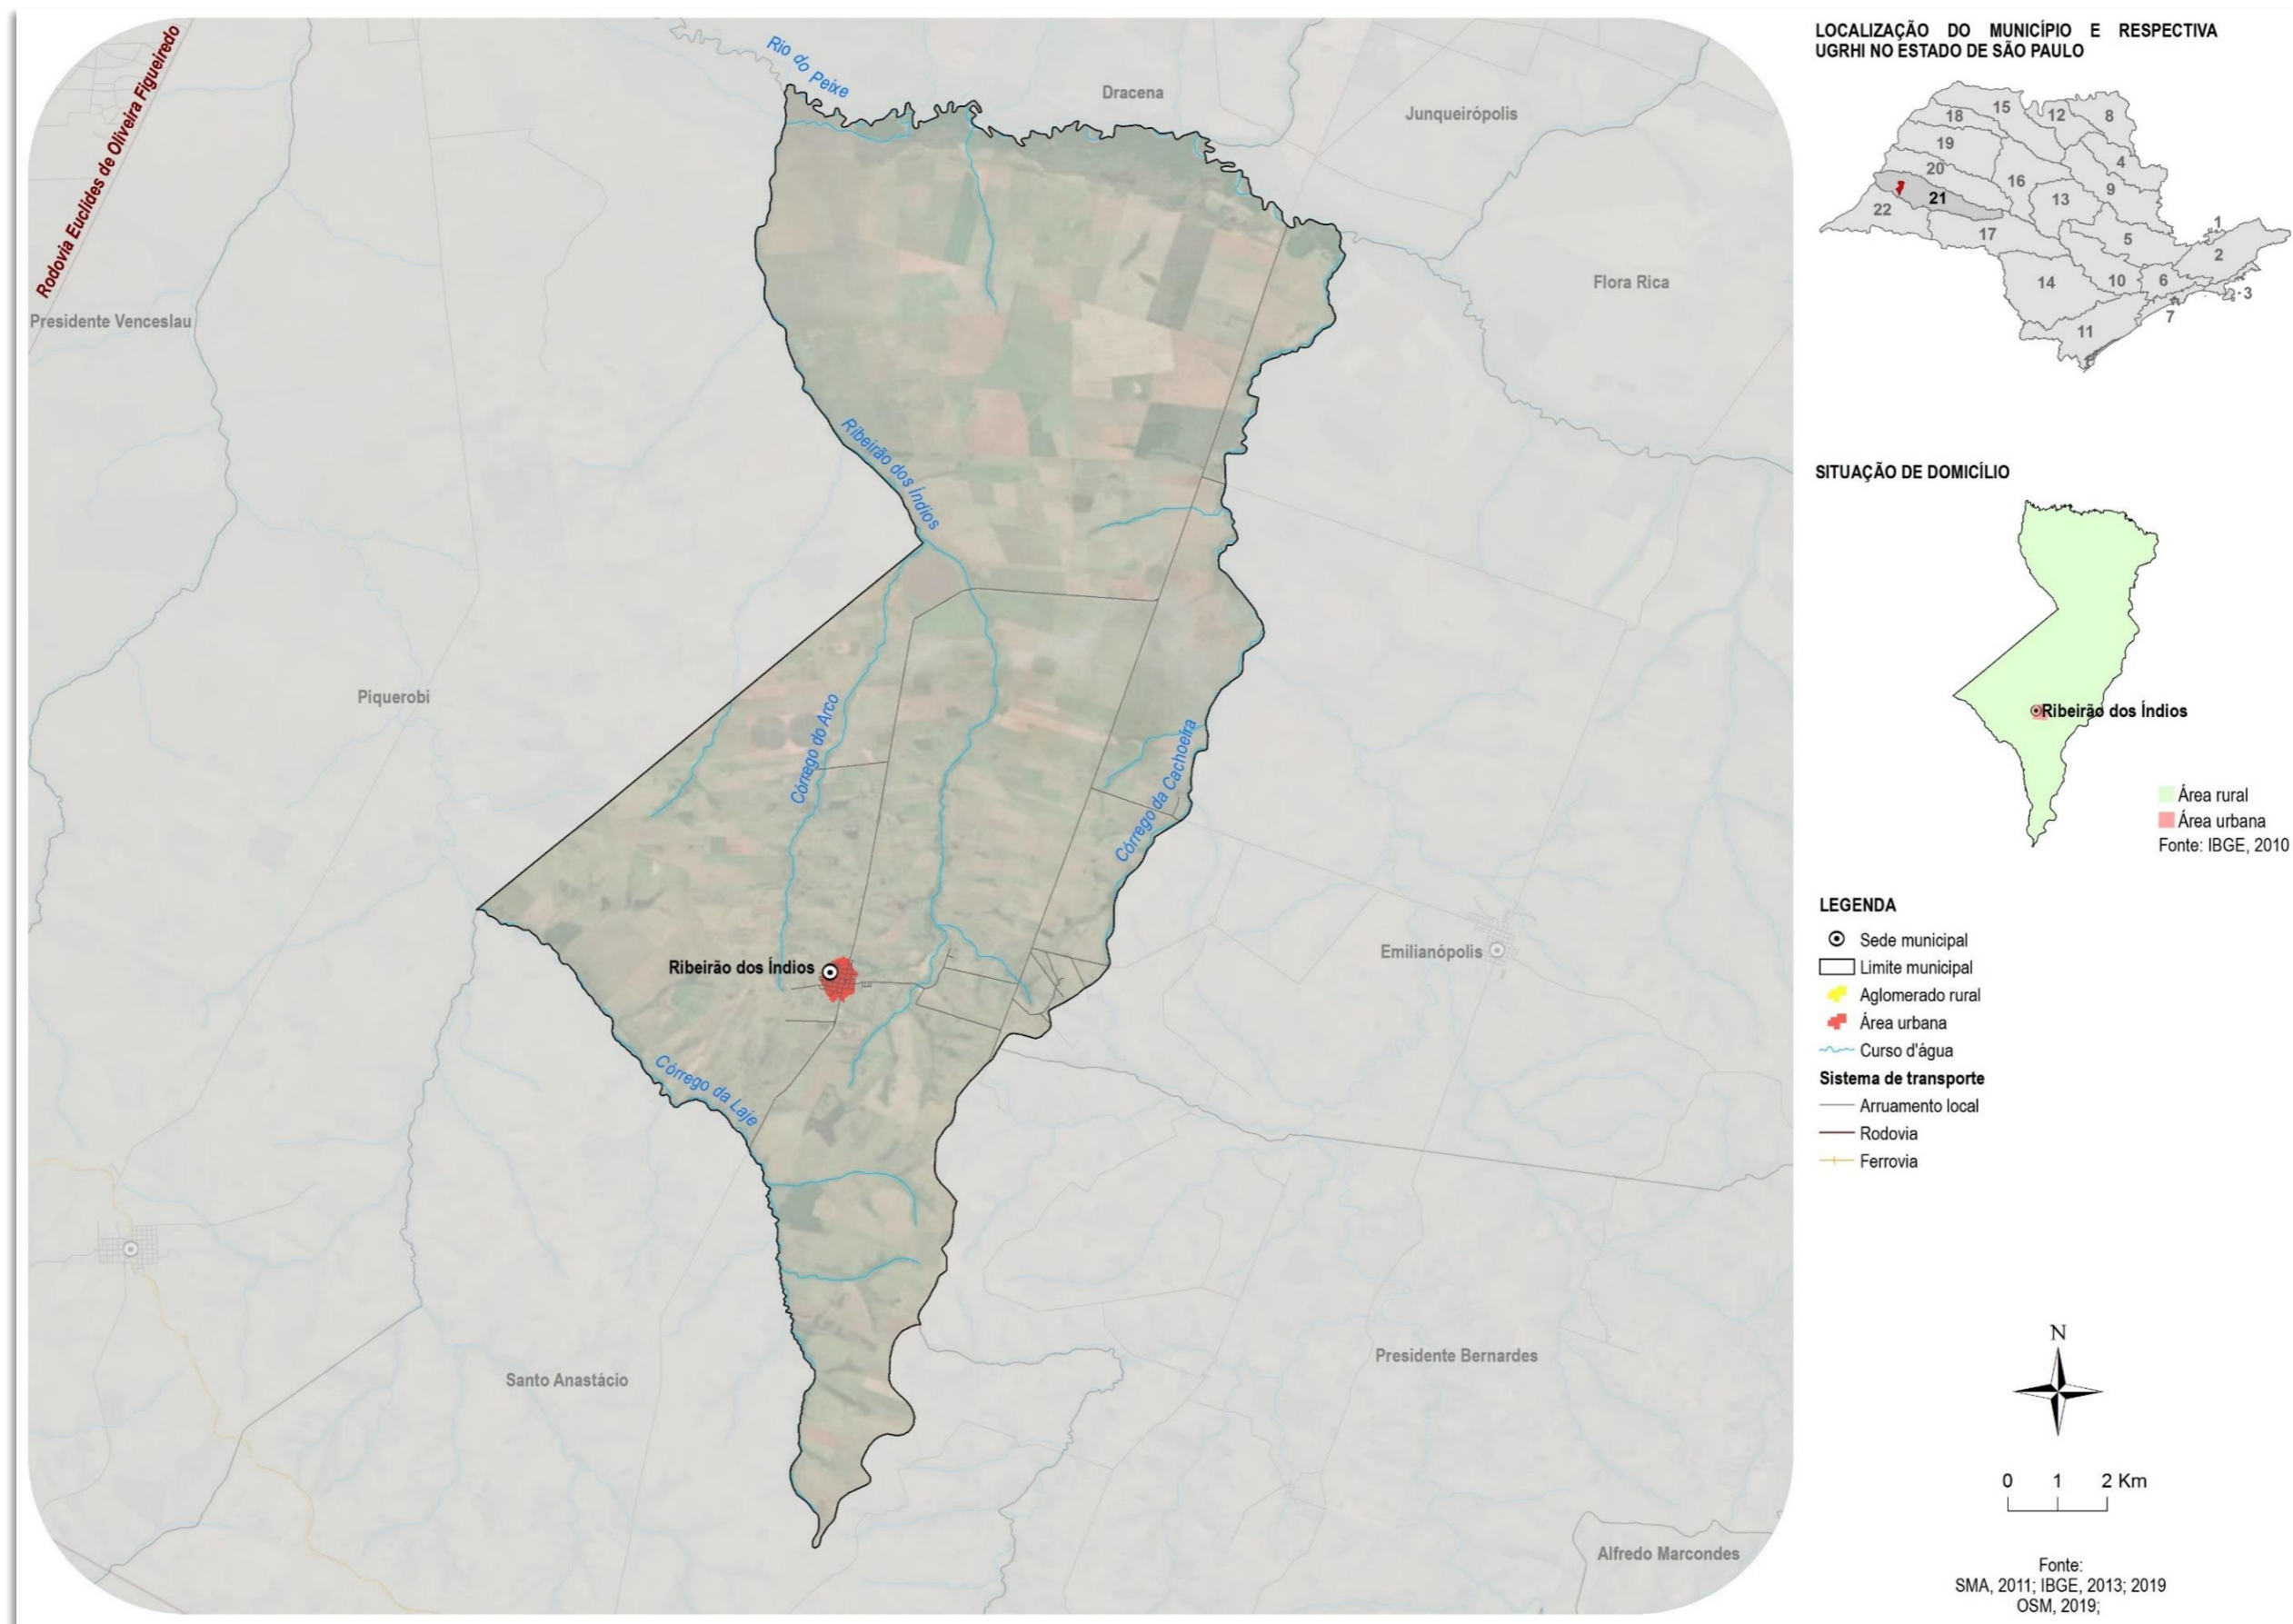 Rodovia Euclides de Oliveira Figueiredo
Rio do Peixe
Dracena
Junqueirópolis
Flora Rica
Presidente Venceslau
Ribeirão dos Índios
Piquerobi
Córrego do Arco
Córrego da Cachoeira
Ribeirão dos Índios
Emilianópolis
Córrego da Laje
Santo Anastácio
Presidente Bernardes
Alfredo Marcondes
LOCALIZAÇÃO DO MUNICÍPIO E RESPECTIVA
UGRHI NO ESTADO DE SÃO PAULO
15
18
12
8
19
4
20
16
9
21
13
22
17
1
5
2
14
10
6
3
7
11
SITUAÇÃO DE DOMICÍLIO
Ribeirão dos Índios
Área rural
Área urbana
Fonte: IBGE, 2010
LEGENDA
Sede municipal
Limite municipal
Aglomerado rural
Área urbana
Curso d'água
Sistema de transporte
Arruamento local
Rodovia
Ferrovia
N
0 1 2 Km
Fonte:
SMA, 2011; IBGE, 2013; 2019
OSM, 2019;